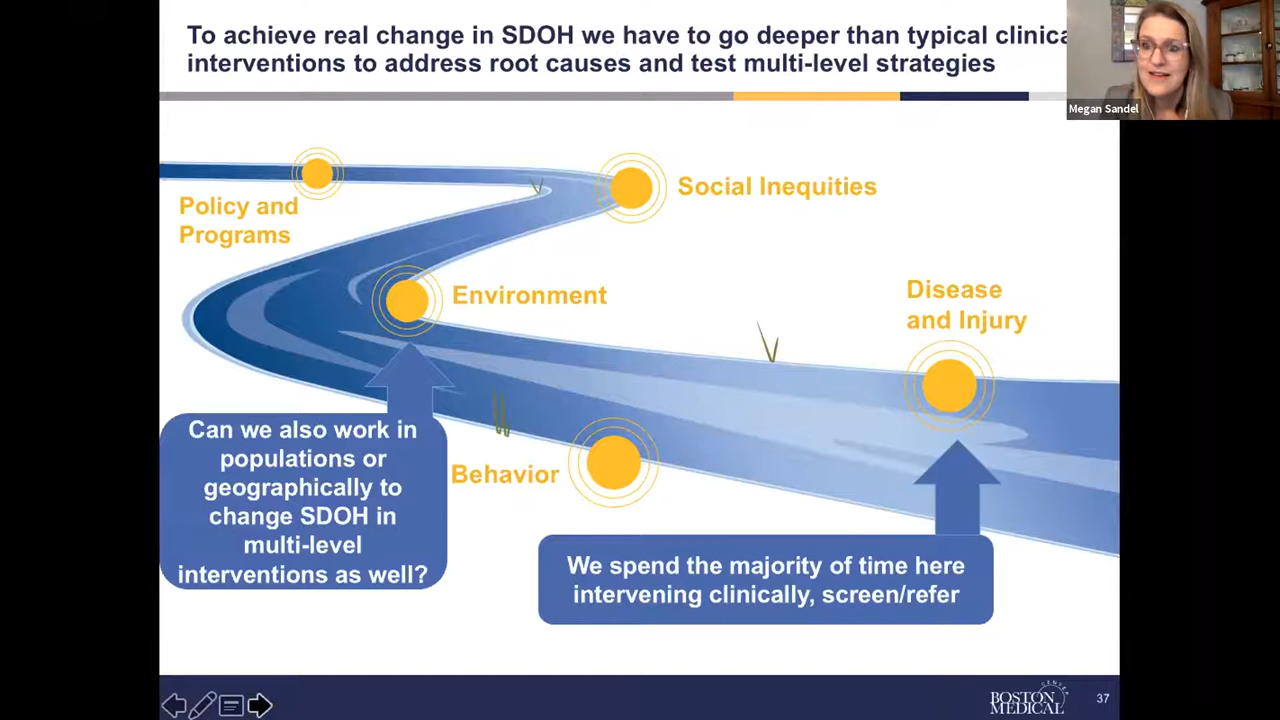 To achieve real change in SDOH we have to go deeper than typical clinica
interventions to address root causes and test multi-level strategies
Megan Sandel
Policy and
Programs
Social Inequities
Environment
Disease
and Injury
Can we also work in
populations or
geographically to
change SDOH in
multi-level
interventions as well?
Behavior
We spend the majority of time here
intervening clinically, screen/refer
BOSTON
MEDICAL
CENTER
37